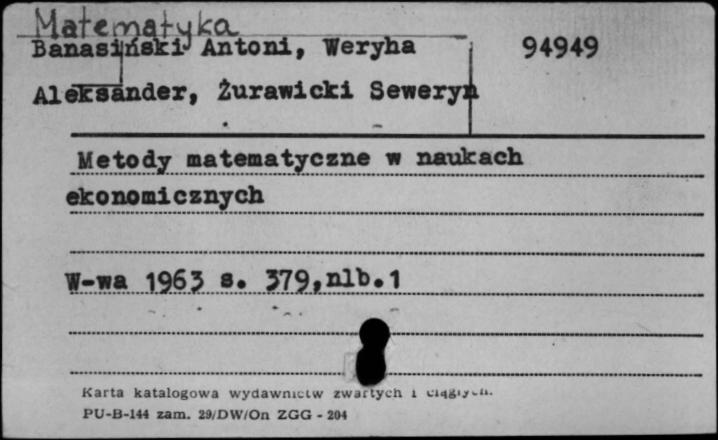 Matematyka
Banasiński Antoni, Weryha
94949
Aleksander, Żurawicki Seweryn
Metody matematyczne w naukach
ekonomicznych
W-wa 1963 s. 379,nlb.1
Karta katalogowa wydawnictw zwartych i ciągłych.
PU-B-144 zam. 29/DW/On ZGG - 204